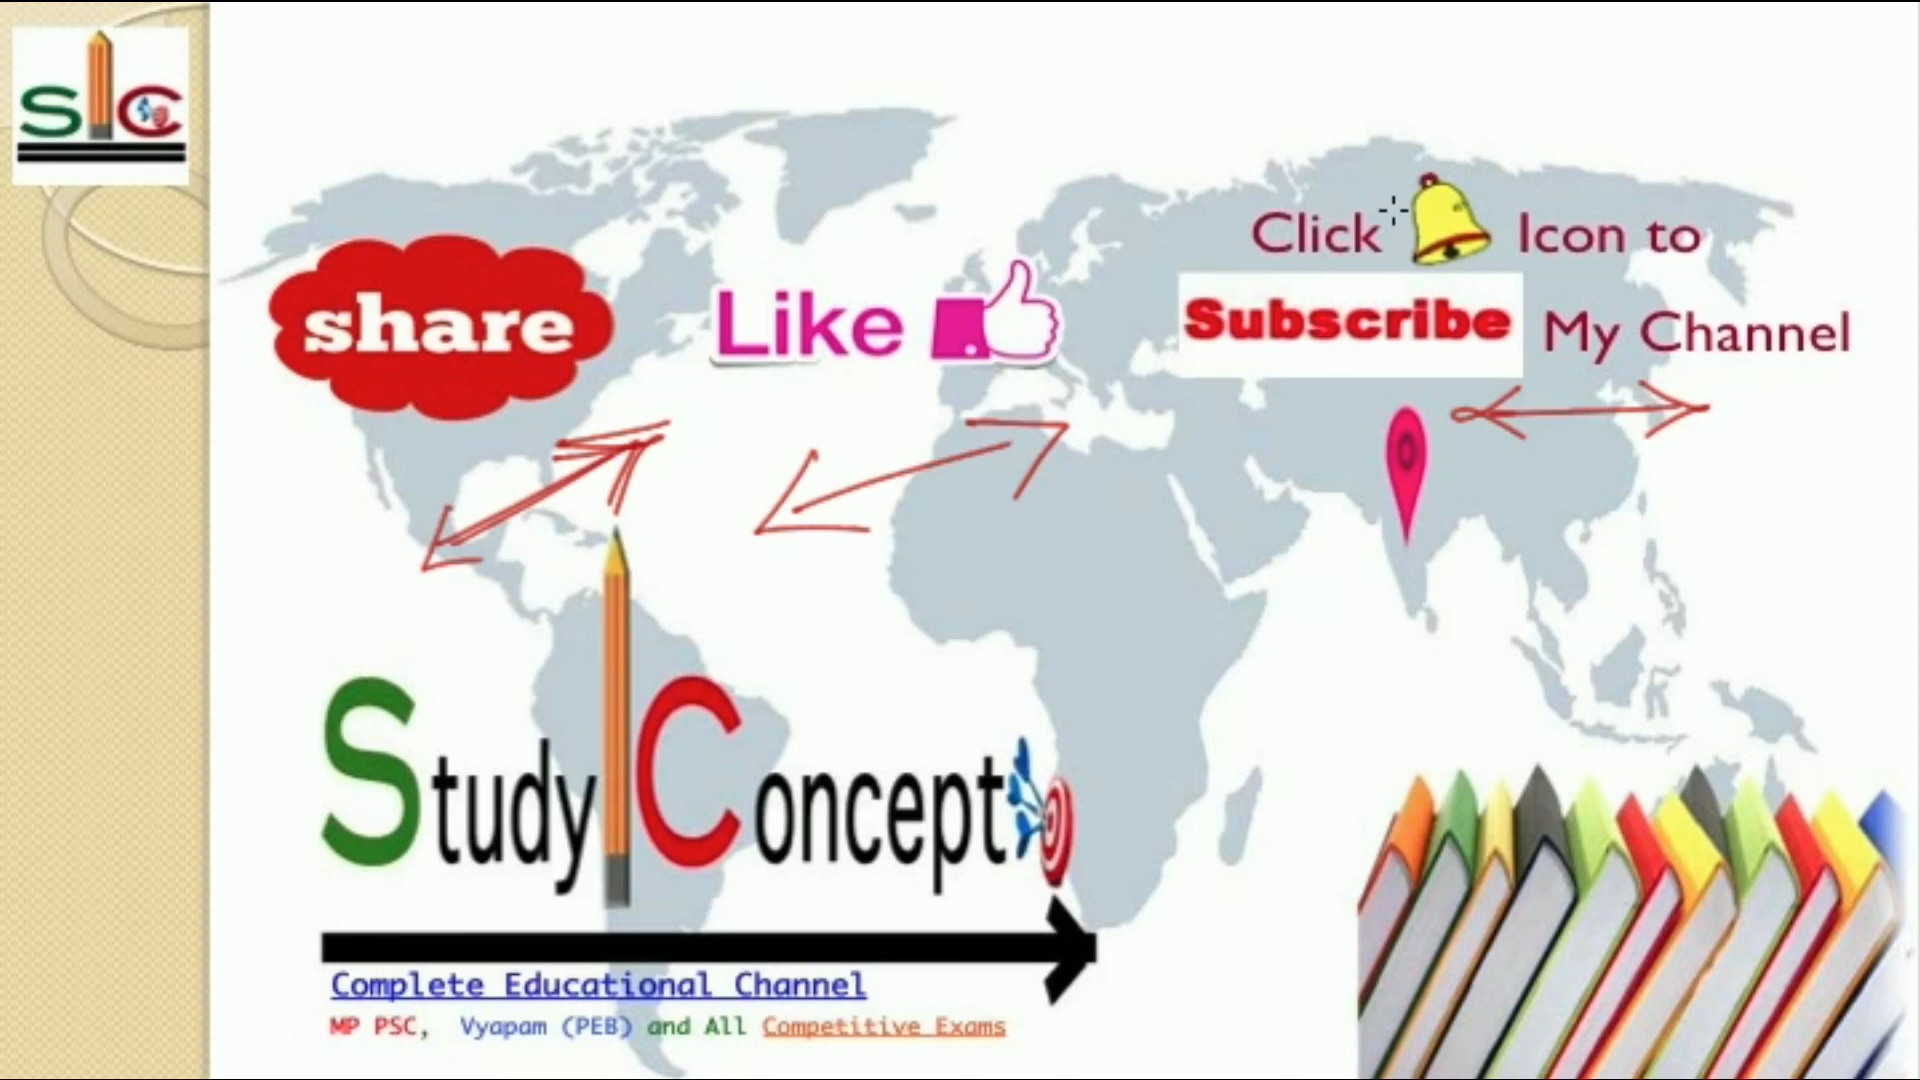 SC
Click Icon to
share
Like
Subscribe My Channel
Study Concept
Complete Educational Channel
MP PSC, Vyapam (PEB) and All Competitive Exams